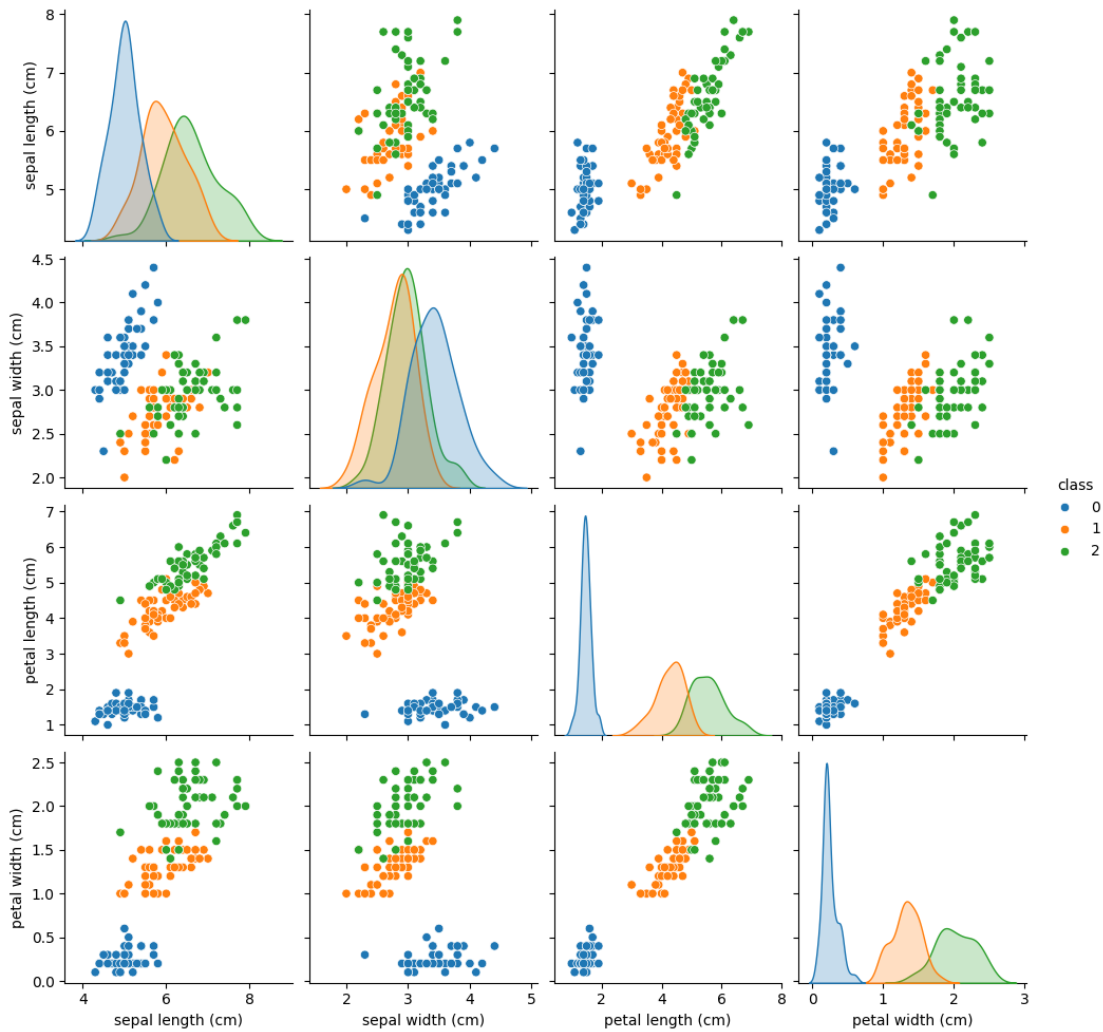 sepal length (cm)
8
7
6
5
sepal width (cm)
4.5
4.0
3.5
3.0
2.5
2.0
petal length (cm)
7
6
5
4
3
2
1
petal width (cm)
2.5
2.0
1.5
1.0
0.5
0.0
4 6 8
sepal length (cm)
2 3 4 5
sepal width (cm)
2 4 6 8
petal length (cm)
0 1 2 3
petal width (cm)
class
0
1
2